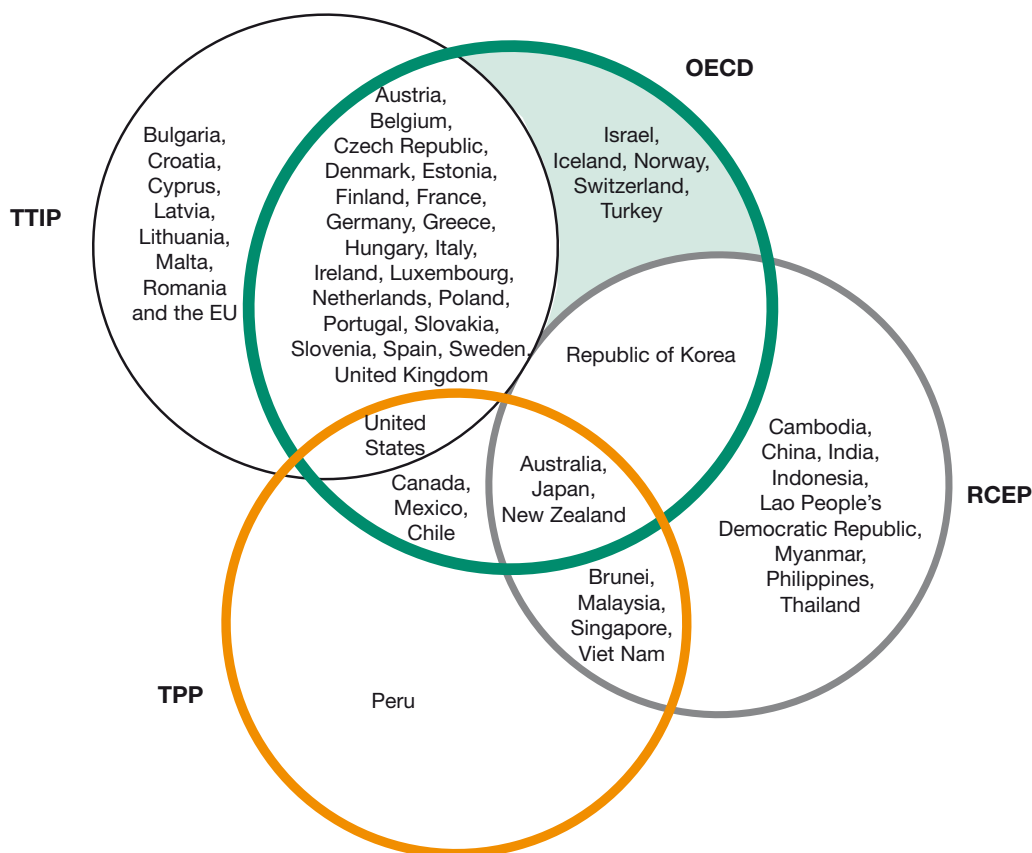 OECD
Austria,
Belgium,
Czech Republic,
Denmark, Estonia,
Finland, France,
Germany, Greece,
Hungary, Italy,
Ireland, Luxembourg,
Netherlands, Poland,
Portugal, Slovakia,
Slovenia, Spain, Sweden,
United Kingdom
Bulgaria,
Croatia,
Cyprus,
Latvia,
Lithuania,
Malta,
Romania
and the EU
TTIP
Israel,
Iceland, Norway,
Switzerland,
Turkey
Republic of Korea
United
States
Canada,
Mexico,
Chile
Australia,
Japan,
New Zealand
Cambodia,
China, India,
Indonesia,
Lao People's
Democratic Republic,
Myanmar,
Philippines,
Thailand
RCEP
Brunei,
Malaysia,
Singapore,
Viet Nam
TPP
Peru